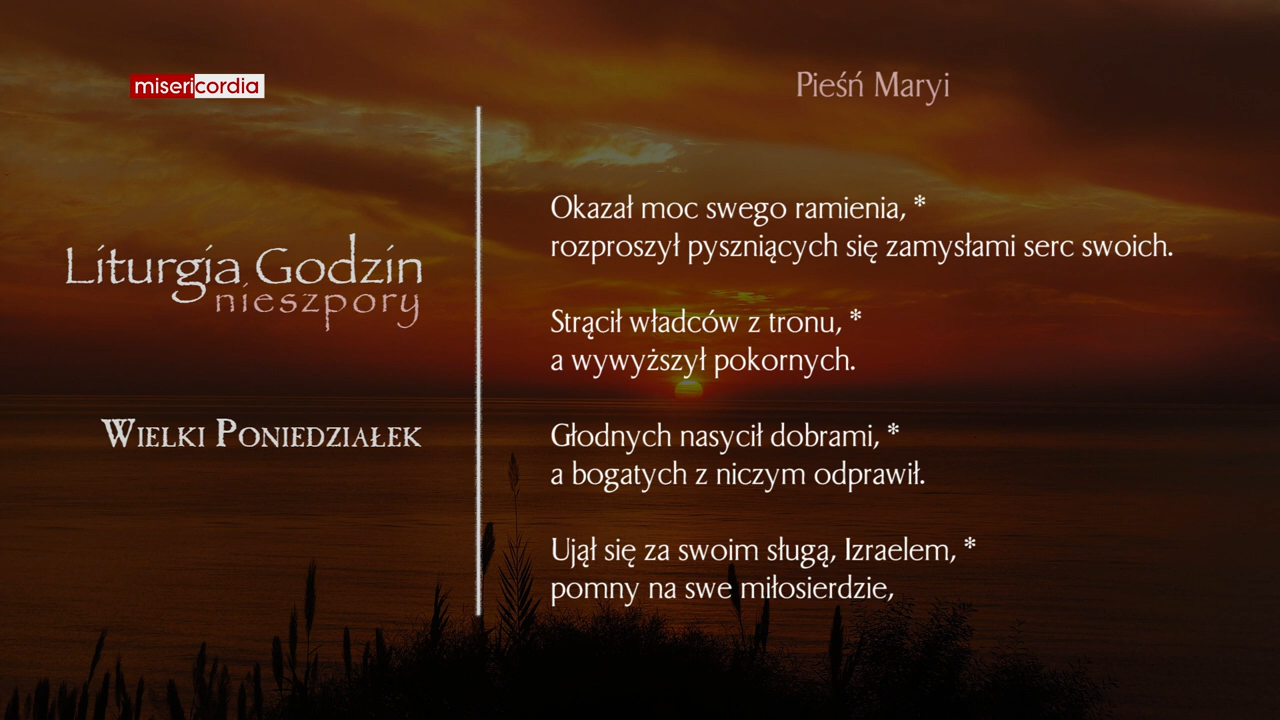 misericordia
Liturgia Godzin
nieszpory
Wielki Poniedziałek
Pieśń Maryi
Okazał moc swego ramienia, *
rozproszył pyszniących się zamysłami serc swoich.
Strącił władców z tronu, *
a wywyższył pokornych.
Głodnych nasycił dobrami, *
a bogatych z niczym odprawił.
Ujął się za swoim sługą, Izraelem, *
pomny na swe miłosierdzie,